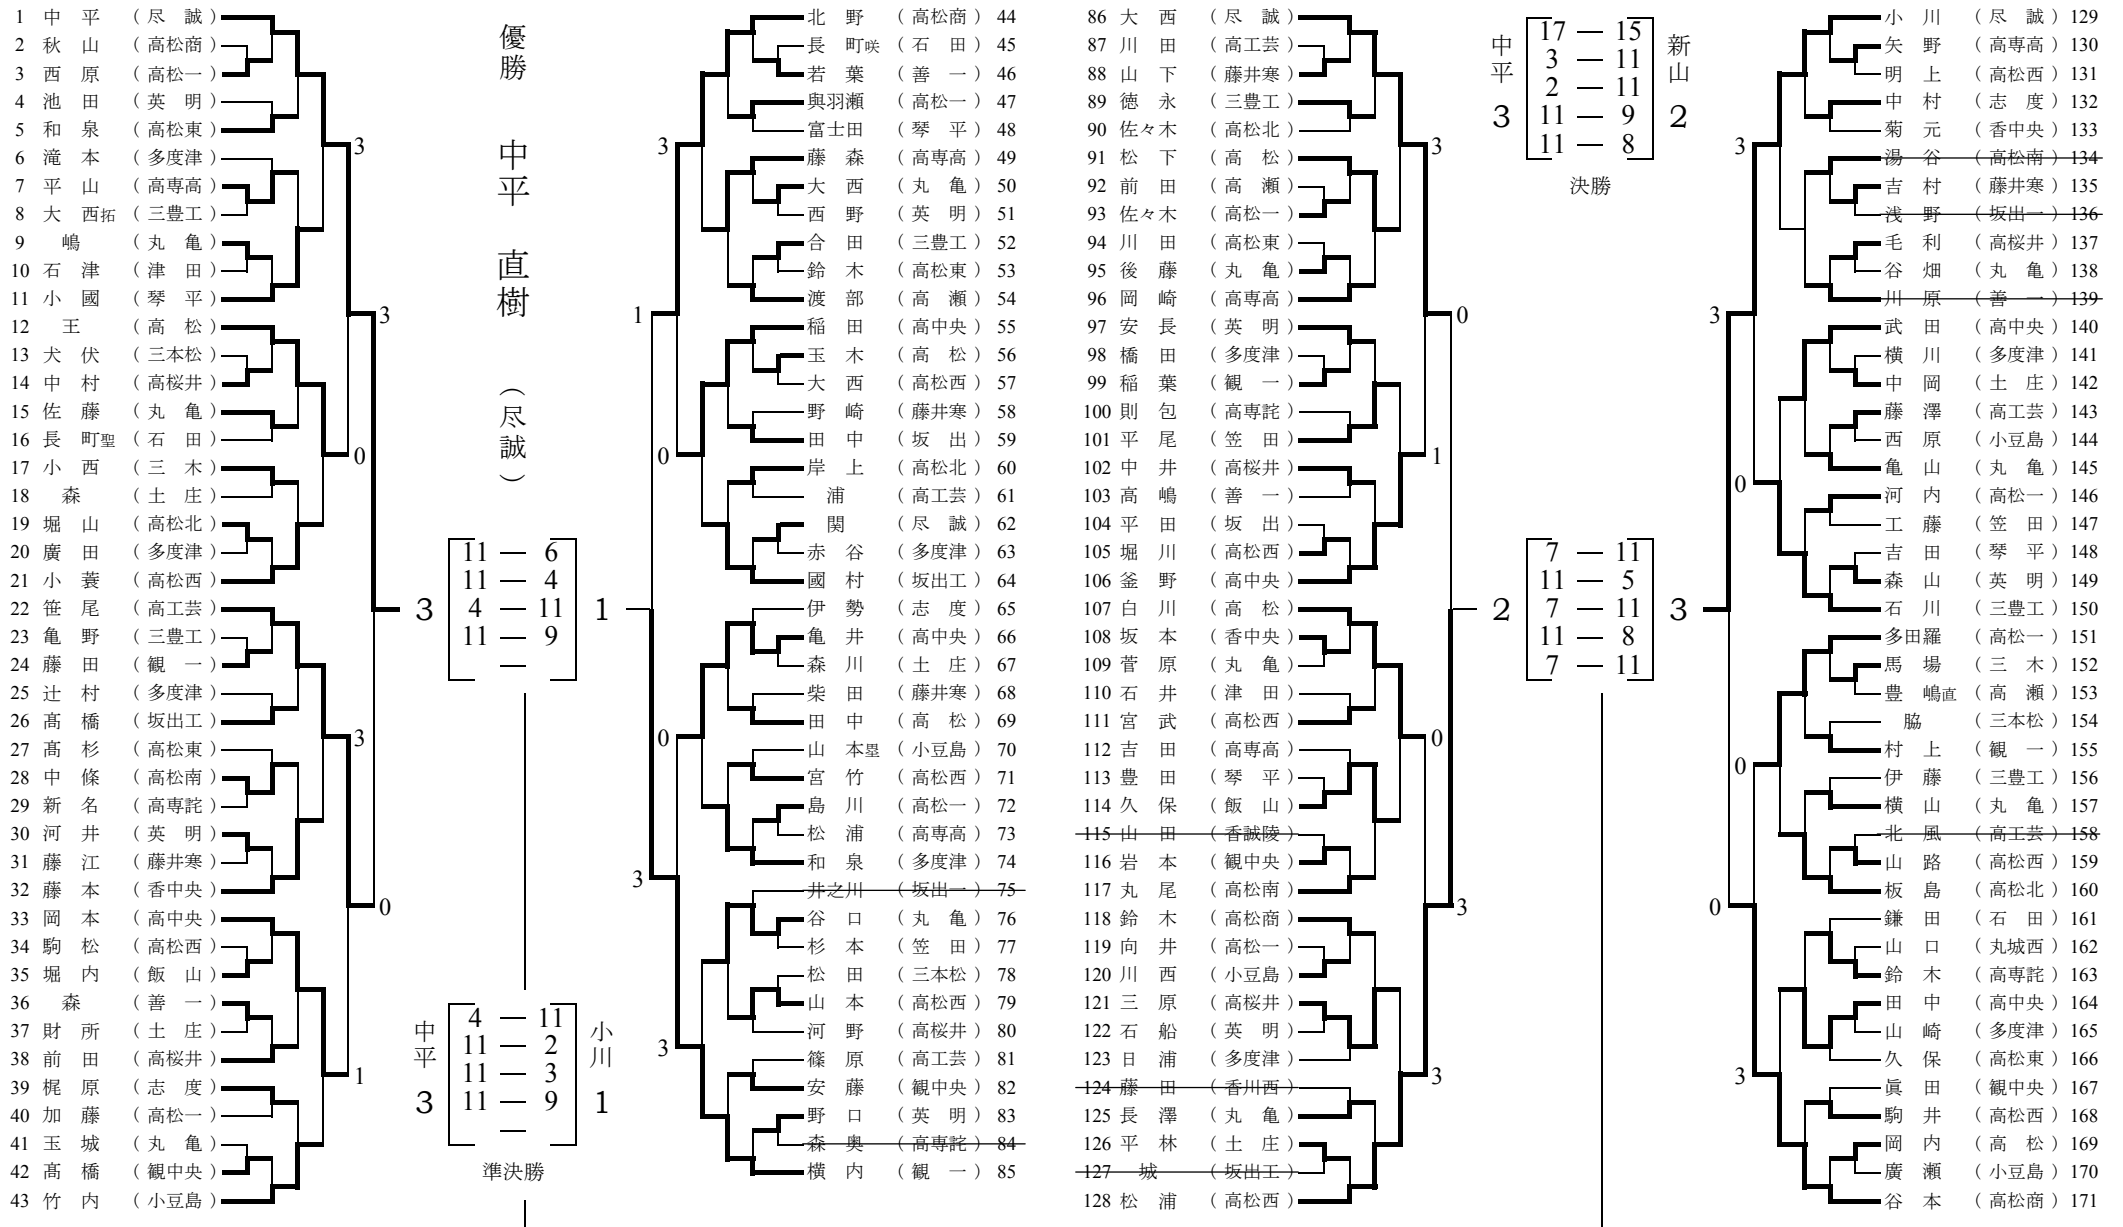 1 中平 (尽誠)
2 秋山 (高松商)
3 西原 (高松一)
4 池田 (英明)
5 和泉 (高松東)
6 滝本 (多度津)
7 平山 (高専高)
8 大西拓 (三豊工)
9 嶋 (丸亀)
10 石津 (津田)
11 小國 (琴平)
12 王 (高松)
13 犬伏 (三本松)
14 中村 (高桜井)
15 佐藤 (丸亀)
16 長町聖 (石田)
17 小西 (三木)
18 森 (土庄)
19 堀山 (高松北)
20 廣田 (多度津)
21 小蓑 (高松西)
22 笹尾 (高工芸)
23 亀野 (三豊工)
24 藤田 (観一)
25 辻村 (多度津)
26 髙橋 (坂出工)
27 髙杉 (高松東)
28 中條 (高松南)
29 新名 (高専詫)
30 河井 (英明)
31 藤江 (藤井寒)
32 藤本 (香中央)
33 岡本 (高中央)
34 駒松 (高松西)
35 堀内 (飯山)
36 森 (善一)
37 財所 (土庄)
38 前田 (高桜井)
39 梶原 (志度)
40 加藤 (高松一)
41 玉城 (丸亀)
42 髙橋 (観中央)
43 竹内 (小豆島)
3
3
0
3
0
1
優勝 中平 直樹 (尽誠)
3
11 — 6
11 — 4
4 — 11
11 — 9
—
1
中平 3
4 — 11
11 — 2
11 — 3
11 — 9
—
小川 1
準決勝
3
1
0
0
3
3
北野 (高松商) 44
長町咲 (石田) 45
若葉 (善一) 46
與羽瀬 (高松一) 47
富士田 (琴平) 48
藤森 (高専高) 49
大西 (丸亀) 50
西野 (英明) 51
合田 (三豊工) 52
鈴木 (高松東) 53
渡部 (高瀬) 54
稲田 (高中央) 55
玉木 (高松) 56
大西 (高松西) 57
野崎 (藤井寒) 58
田中 (坂出) 59
岸上 (高松北) 60
浦 (高工芸) 61
関 (尽誠) 62
赤谷 (多度津) 63
國村 (坂出工) 64
伊勢 (志度) 65
亀井 (高中央) 66
森川 (土庄) 67
柴田 (藤井寒) 68
田中 (高松) 69
山本塁 (小豆島) 70
宮竹 (高松西) 71
島川 (高松一) 72
松浦 (高専高) 73
和泉 (多度津) 74
井之川 (坂出一) 75
谷口 (丸亀) 76
杉本 (笠田) 77
松田 (三本松) 78
山本 (高松西) 79
河野 (高桜井) 80
篠原 (高工芸) 81
安藤 (観中央) 82
野口 (英明) 83
森奥 (高専詫) 84
横内 (観一) 85
86 大西 (尽誠)
87 川田 (高工芸)
88 山下 (藤井寒)
89 徳永 (三豊工)
90 佐々木 (高松北)
91 松下 (高松)
92 前田 (高瀬)
93 佐々木 (高松一)
94 川田 (高松東)
95 後藤 (丸亀)
96 岡崎 (高専高)
97 安長 (英明)
98 橋田 (多度津)
99 稲葉 (観一)
100 則包 (高専詫)
101 平尾 (笠田)
102 中井 (高桜井)
103 高嶋 (善一)
104 平田 (坂出)
105 堀川 (高松西)
106 釜野 (高中央)
107 白川 (高松)
108 坂本 (香中央)
109 菅原 (丸亀)
110 石井 (津田)
111 宮武 (高松西)
112 吉田 (高専高)
113 豊田 (琴平)
114 久保 (飯山)
115 山田 (香誠陵)
116 岩本 (観中央)
117 丸尾 (高松南)
118 鈴木 (高松商)
119 向井 (高松一)
120 川西 (小豆島)
121 三原 (高桜井)
122 石船 (英明)
123 日浦 (多度津)
124 藤田 (香川西)
125 長澤 (丸亀)
126 平林 (土庄)
127 城 (坂出工)
128 松浦 (高松西)
3
0
1
0
3
3
中平 3
17 — 15
3 — 11
2 — 11
11 — 9
11 — 8
新山 2
決勝
2
7 — 11
11 — 5
7 — 11
11 — 8
7 — 11
3
3
3
0
0
0
3
小川 (尽誠) 129
矢野 (高専高) 130
明上 (高松西) 131
中村 (志度) 132
菊元 (香中央) 133
湯谷 (高松南) 134
吉村 (藤井寒) 135
浅野 (坂出一) 136
毛利 (高桜井) 137
谷畑 (丸亀) 138
川原 (善一) 139
武田 (高中央) 140
横川 (多度津) 141
中岡 (土庄) 142
藤澤 (高工芸) 143
西原 (小豆島) 144
亀山 (丸亀) 145
河内 (高松一) 146
工藤 (笠田) 147
吉田 (琴平) 148
森山 (英明) 149
石川 (三豊工) 150
多田羅 (高松一) 151
馬場 (三木) 152
豊嶋直 (高瀬) 153
脇 (三本松) 154
村上 (観一) 155
伊藤 (三豊工) 156
横山 (丸亀) 157
北風 (高工芸) 158
山路 (高松西) 159
板島 (高松北) 160
鎌田 (石田) 161
山口 (丸城西) 162
鈴木 (高専詫) 163
田中 (高中央) 164
山崎 (多度津) 165
久保 (高松東) 166
眞田 (観中央) 167
駒井 (高松西) 168
岡内 (高松) 169
廣瀬 (小豆島) 170
谷本 (高松商) 171